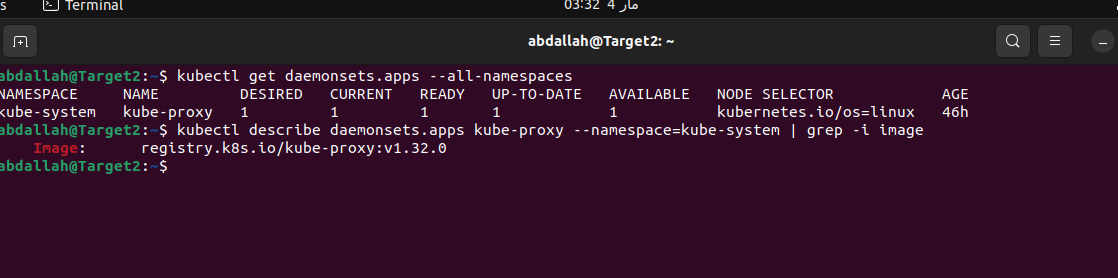 s Terminal 03:32 4 مار
abdallah@Target2: ~
abdallah@Target2:~$ kubectl get daemonsets.apps --all-namespaces
NAMESPACE NAME DESIRED CURRENT READY UP-TO-DATE AVAILABLE NODE SELECTOR AGE
kube-system kube-proxy 1 1 1 1 1 kubernetes.io/os=linux 46h
abdallah@Target2:~$ kubectl describe daemonsets.apps kube-proxy --namespace=kube-system | grep -i image
Image: registry.k8s.io/kube-proxy:v1.32.0
abdallah@Target2:~$